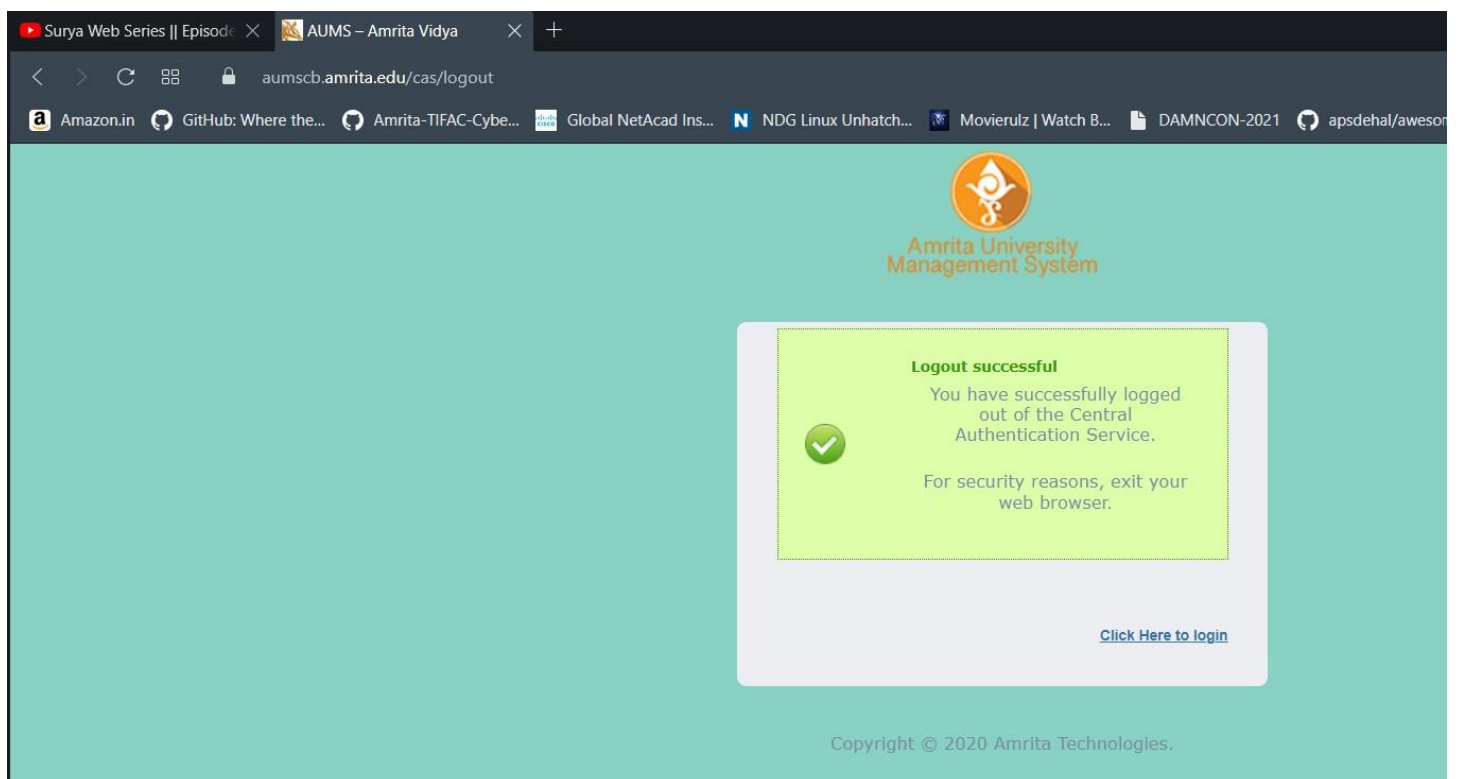 Surya Web Series || Episode
AUMS – Amrita Vidya
aumscb.amrita.edu/cas/logout
Amazon.in GitHub: Where the... Amrita-TIFAC-Cybe... Global NetAcad Ins... NDG Linux Unhatch... Movierulz | Watch B... DAMNCON-2021 apsdehal/awesom
Amrita University
Management System
Logout successful
You have successfully logged
out of the Central
Authentication Service.
For security reasons, exit your
web browser.
Click Here to login
Copyright © 2020 Amrita Technologies.